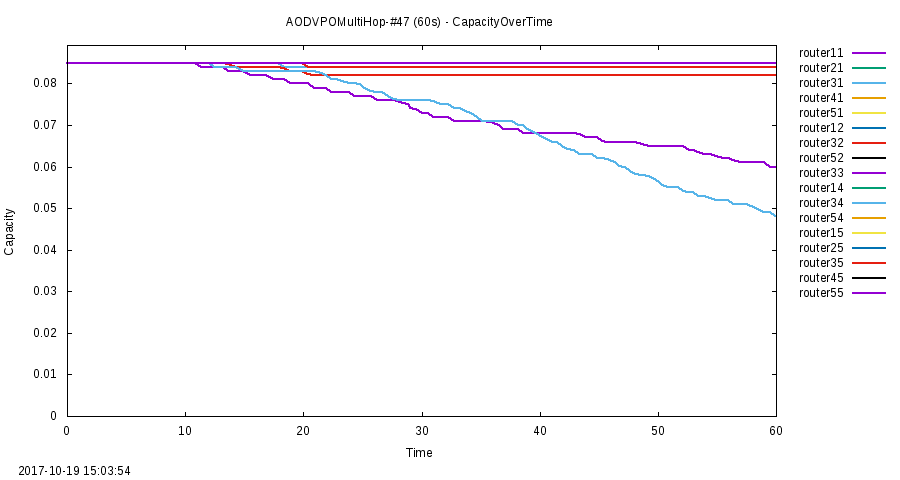 AODVPOMultiHop-#47 (60s) - CapacityOverTime
router11
router21
router31
router41
router51
router12
router32
router52
router33
router14
router34
router54
router15
router25
router35
router45
router55
0.08
0.07
0.06
0.05
0.04
0.03
0.02
0.01
0
Capacity
0 10 20 30 40 50 60
Time
2017-10-19 15:03:54